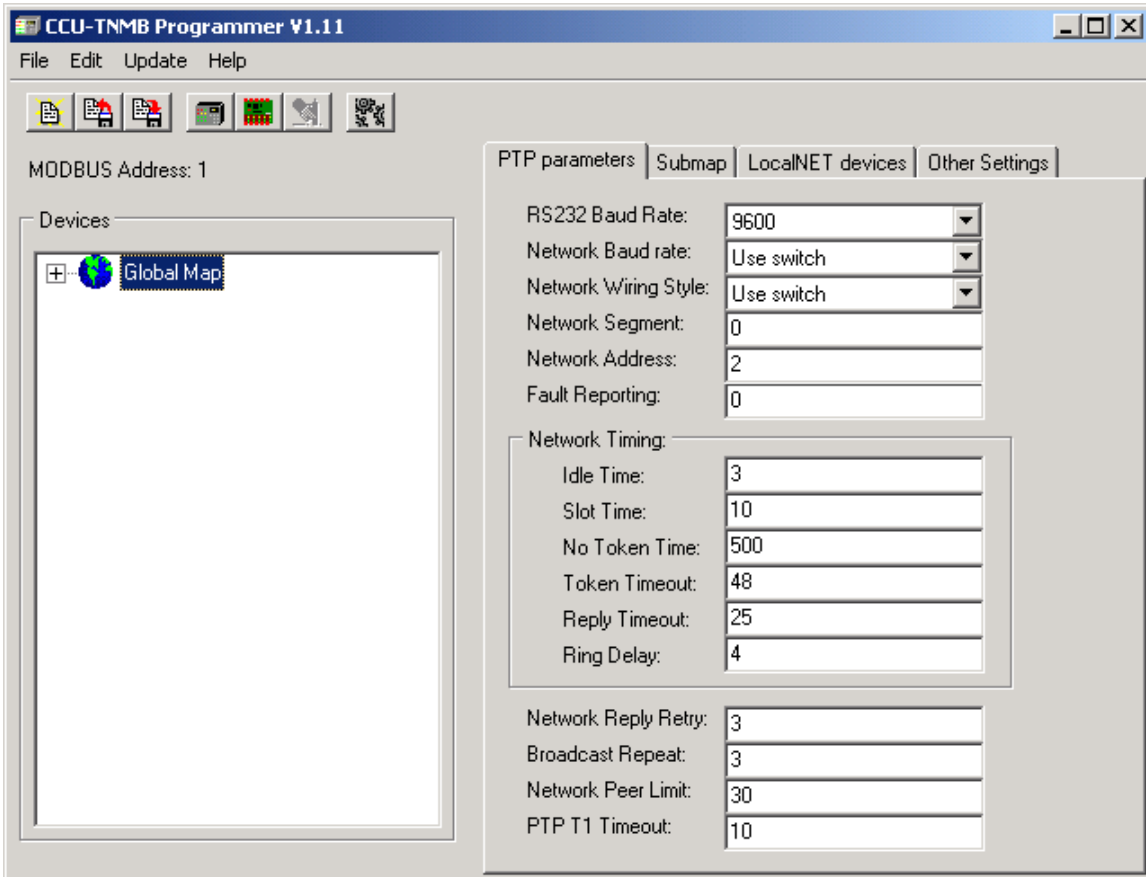 CCU-TNMB Programmer V1.11
File Edit Update Help
MODBUS Address: 1
Devices
Global Map
PTP parameters Submap LocalNET devices Other Settings
RS232 Baud Rate: 9600
Network Baud rate: Use switch
Network Wiring Style: Use switch
Network Segment: 0
Network Address: 2
Fault Reporting: 0
Network Timing:
Idle Time: 3
Slot Time: 10
No Token Time: 500
Token Timeout: 48
Reply Timeout: 25
Ring Delay: 4
Network Reply Retry: 3
Broadcast Repeat: 3
Network Peer Limit: 30
PTP T1 Timeout: 10